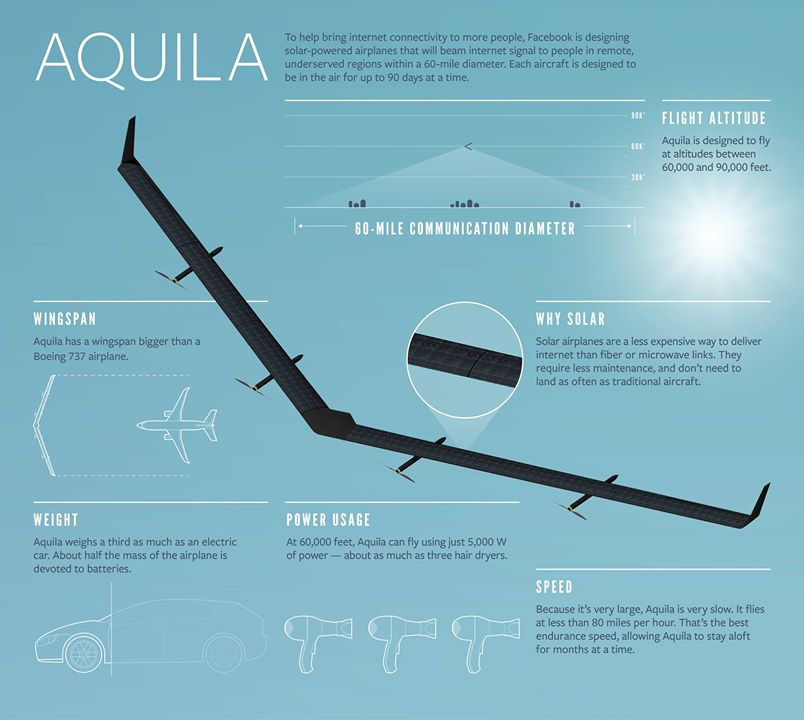 AQUILA
To help bring internet connectivity to more people, Facebook is designing
solar-powered airplanes that will beam internet signal to people in remote,
underserved regions within a 60-mile diameter. Each aircraft is designed to
be in the air for up to 90 days at a time.
90K'
60K'
30K'
60-MILE COMMUNICATION DIAMETER
FLIGHT ALTITUDE
Aquila is designed to fly
at altitudes between
60,000 and 90,000 feet.
WINGSPAN
Aquila has a wingspan bigger than a
Boeing 737 airplane.
WHY SOLAR
Solar airplanes are a less expensive way to deliver
internet than fiber or microwave links. They
require less maintenance, and don't need to
land as often as traditional aircraft.
WEIGHT
Aquila weighs a third as much as an electric
car. About half the mass of the airplane is
devoted to batteries.
POWER USAGE
At 60,000 feet, Aquila can fly using just 5,000 W
of power — about as much as three hair dryers.
SPEED
Because it's very large, Aquila is very slow. It flies
at less than 80 miles per hour. That's the best
endurance speed, allowing Aquila to stay aloft
for months at a time.